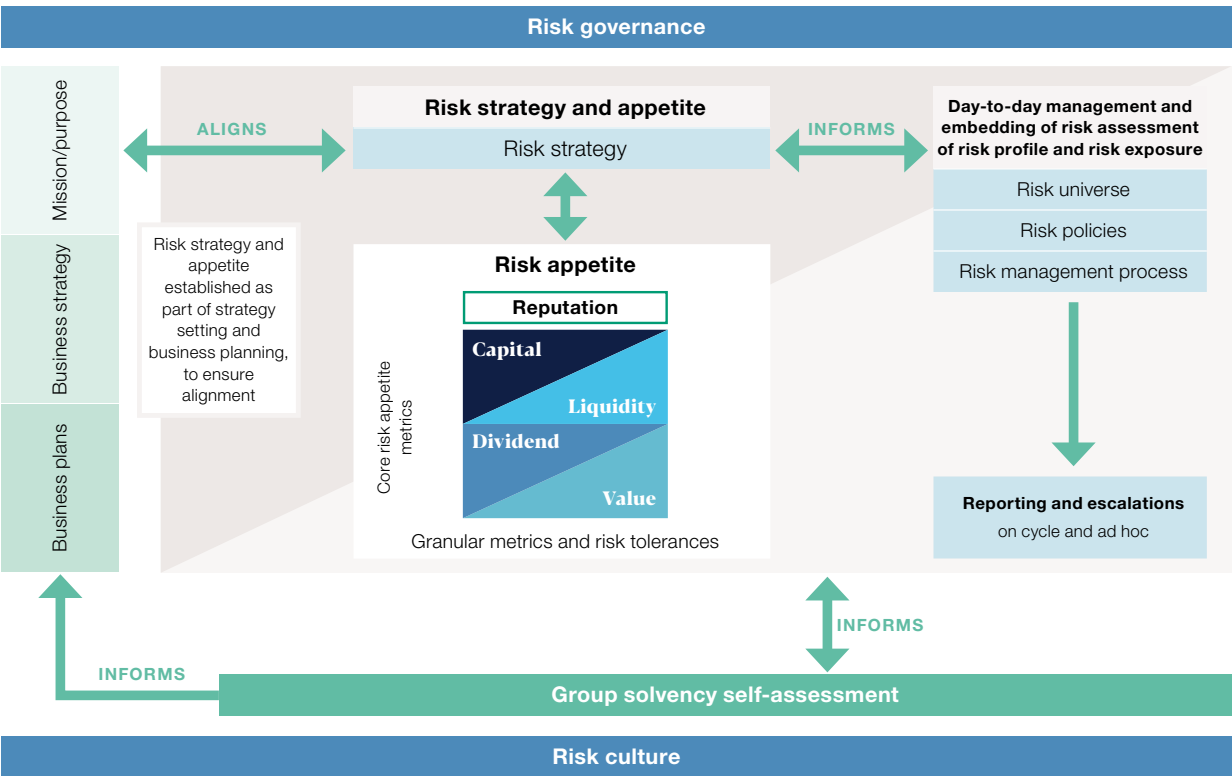 Risk governance
Mission/purpose
Business strategy
Business plans
ALIGNS
Risk strategy and
appetite
established as
part of strategy
setting and
business planning,
to ensure
alignment
Risk strategy and appetite
Risk strategy
Risk appetite
Reputation
Capital
Liquidity
Dividend
Value
Core risk appetite
metrics
Granular metrics and risk tolerances
INFORMS
Day-to-day management and
embedding of risk assessment
of risk profile and risk exposure
Risk universe
Risk policies
Risk management process
Reporting and escalations
on cycle and ad hoc
INFORMS
INFORMS
Group solvency self-assessment
Risk culture